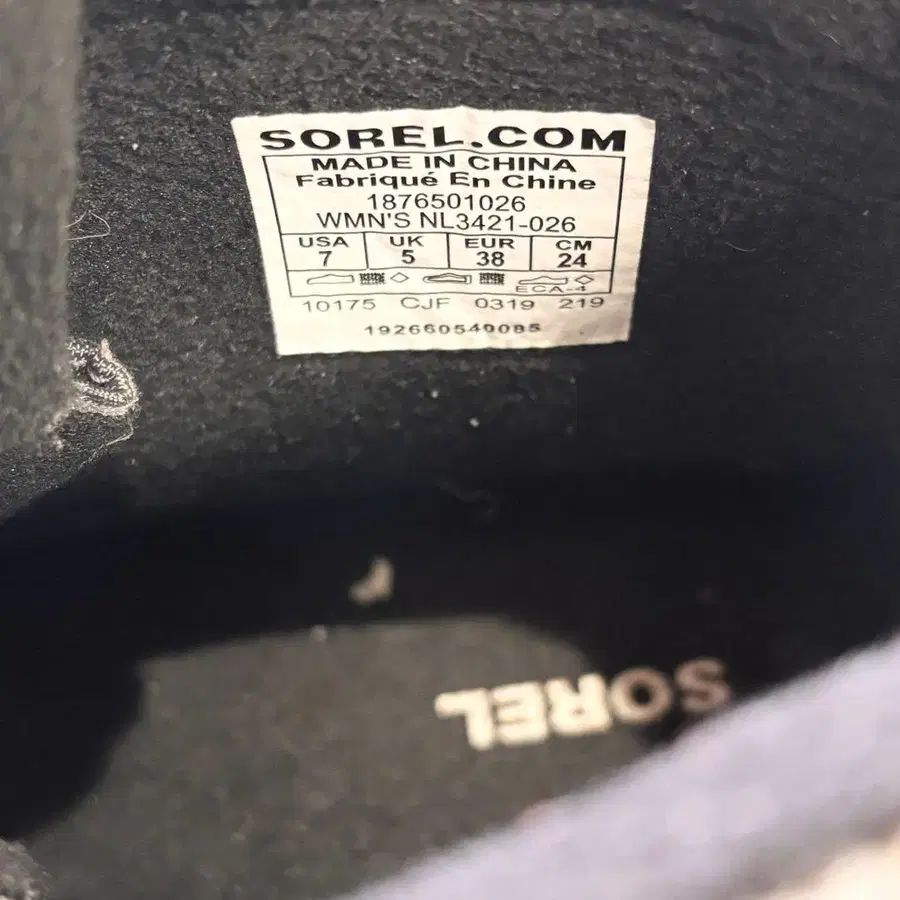 SOREL.COM
MADE IN CHINA
Fabriqué En Chine
1876501026
WMN'S NL3421-026
USA UK EUR CM
7 5 38 24
ECA-4
10175 CJF 0319 219
192660540085
SOREL